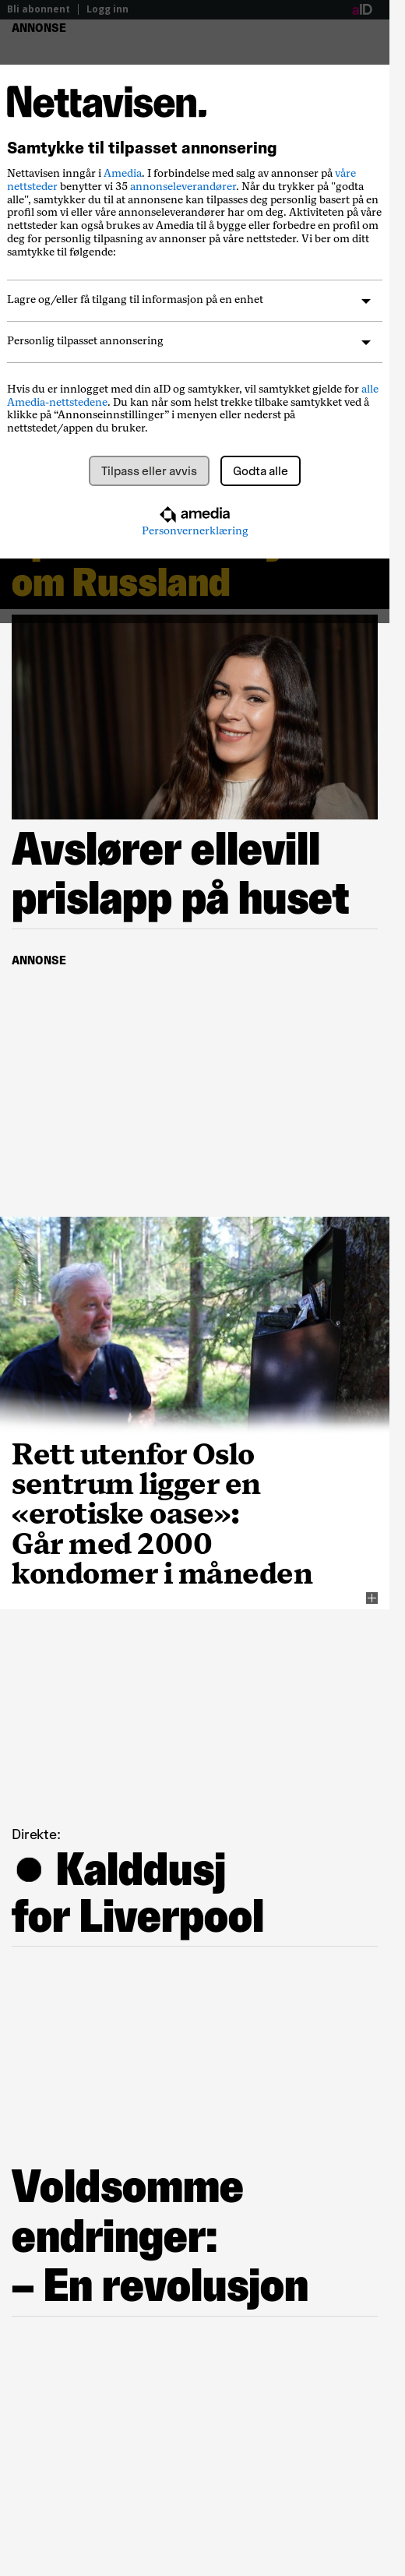 Bli abonnent | Logg inn
aID
ANNONSE
Nettavisen.
Samtykke til tilpasset annonsering
Nettavisen inngår i Amedia. I forbindelse med salg av annonser på våre
nettsteder benytter vi 35 annonseleverandører. Når du trykker på "godta
alle", samtykker du til at annonsene kan tilpasses deg personlig basert på en
profil som vi eller våre annonseleverandører har om deg. Aktiviteten på våre
nettsteder kan også brukes av Amedia til å bygge eller forbedre en profil om
deg for personlig tilpasning av annonser på våre nettsteder. Vi ber om ditt
samtykke til følgende:
Lagre og/eller få tilgang til informasjon på en enhet
Personlig tilpasset annonsering
Hvis du er innlogget med din aID og samtykker, vil samtykket gjelde for alle
Amedia-nettstedene. Du kan når som helst trekke tilbake samtykket ved å
klikke på “Annonseinnstillinger” i menyen eller nederst på
nettstedet/appen du bruker.
Tilpass eller avvis
Godta alle
amedia
Personvernerklæring
om Russland
Avslører ellevill
prislapp på huset
ANNONSE
Rett utenfor Oslo
sentrum ligger en
«erotiske oase»:
Går med 2000
kondomer i måneden
Direkte:
● Kalddusj
for Liverpool
Voldsomme
endringer:
– En revolusjon